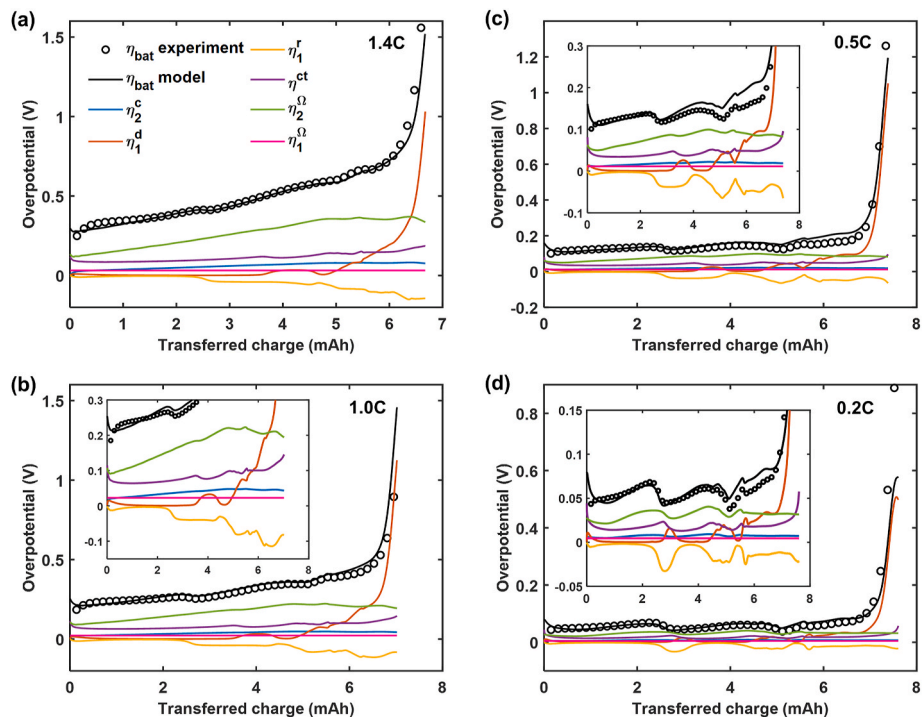 (a)
1.4C
η_bat experiment
η_bat model
η_2^c
η_1^d
η_1^r
η^ct
η_2^Ω
η_1^Ω
Overpotential (V)
1.5
1
0.5
0
0 1 2 3 4 5 6 7
Transferred charge (mAh)
(c)
0.5C
Overpotential (V)
1.2
1
0.8
0.6
0.4
0.2
0
-0.2
0 2 4 6 8
Transferred charge (mAh)
0.3
0.2
0.1
0
-0.1
0 2 4 6 8
(b)
1.0C
Overpotential (V)
1.5
1
0.5
0
0 2 4 6 8
Transferred charge (mAh)
0.3
0.2
0.1
0
-0.1
0 2 4 6
(d)
0.2C
Overpotential (V)
0.8
0.6
0.4
0.2
0
-0.2
0 2 4 6 8
Transferred charge (mAh)
0.15
0.1
0.05
0
-0.05
0 2 4 6 8